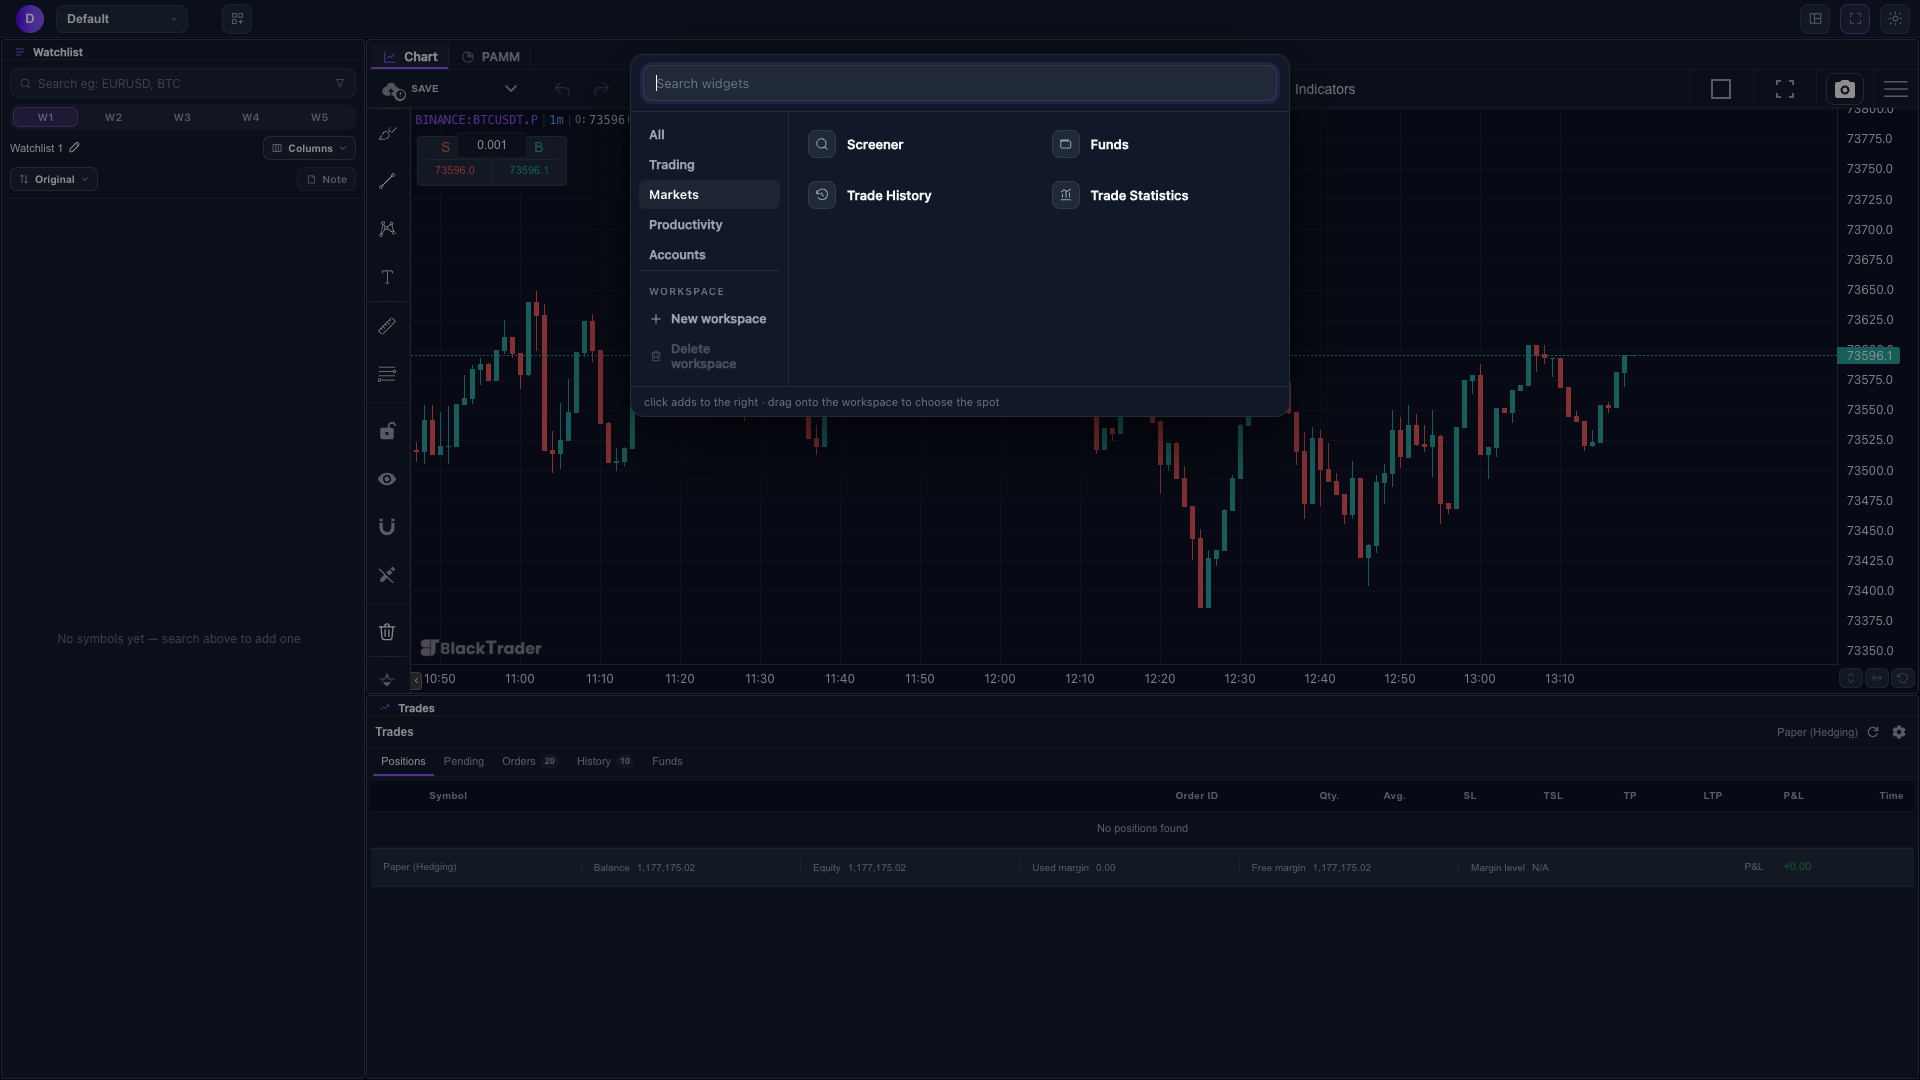 D
Default
Watchlist
Search eg: EURUSD, BTC
W1 W2 W3 W4 W5
Watchlist 1
Columns
Original
Note
No symbols yet — search above to add one
Chart
PAMM
SAVE
Indicators
BINANCE:BTCUSDT.P 1m O: 73596
S 0.001 B
73596.0 73596.1
Search widgets
All
Trading
Markets
Productivity
Accounts
WORKSPACE
New workspace
Delete
workspace
Screener
Funds
Trade History
Trade Statistics
click adds to the right · drag onto the workspace to choose the spot
73800.0
73775.0
73750.0
73725.0
73700.0
73675.0
73650.0
73625.0
73596.1
73575.0
73550.0
73525.0
73500.0
73475.0
73450.0
73425.0
73400.0
73375.0
73350.0
BlackTrader
10:50 11:00 11:10 11:20 11:30 11:40 11:50 12:00 12:10 12:20 12:30 12:40 12:50 13:00 13:10
Trades
Trades
Paper (Hedging)
Positions Pending Orders 20 History 10 Funds
Symbol Order ID Qty. Avg. SL TSL TP LTP P&L Time
No positions found
Paper (Hedging) Balance 1,177,175.02 Equity 1,177,175.02 Used margin 0.00 Free margin 1,177,175.02 Margin level N/A P&L +0.00